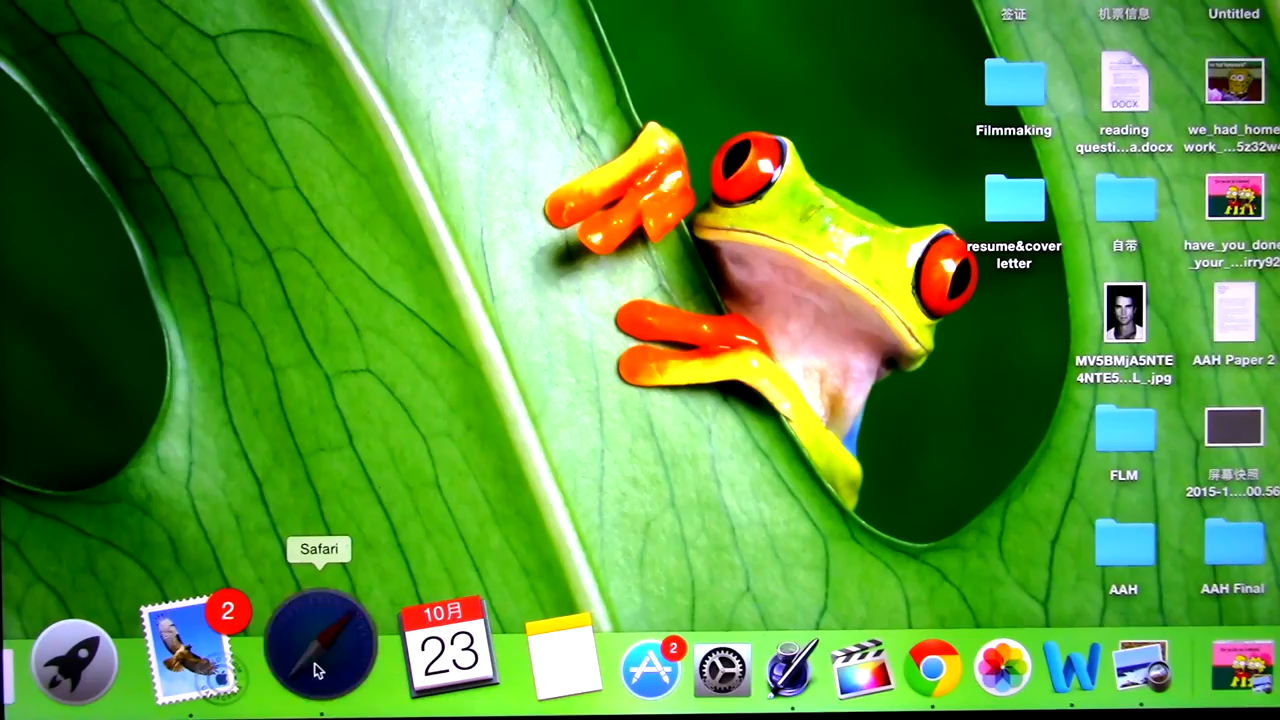 签证
机票信息
Untitled
Filmmaking
DOCX
reading
questi...a.docx
we_had_home
work_...5z32w4
resume&cover
letter
自带
have_you_done
_your_...irry92
MV5BMjA5NTE
4NTE5...L_.jpg
AAH Paper 2
FLM
屏幕快照
2015-1....00.56
AAH
AAH Final
Safari
2
10月
23
2